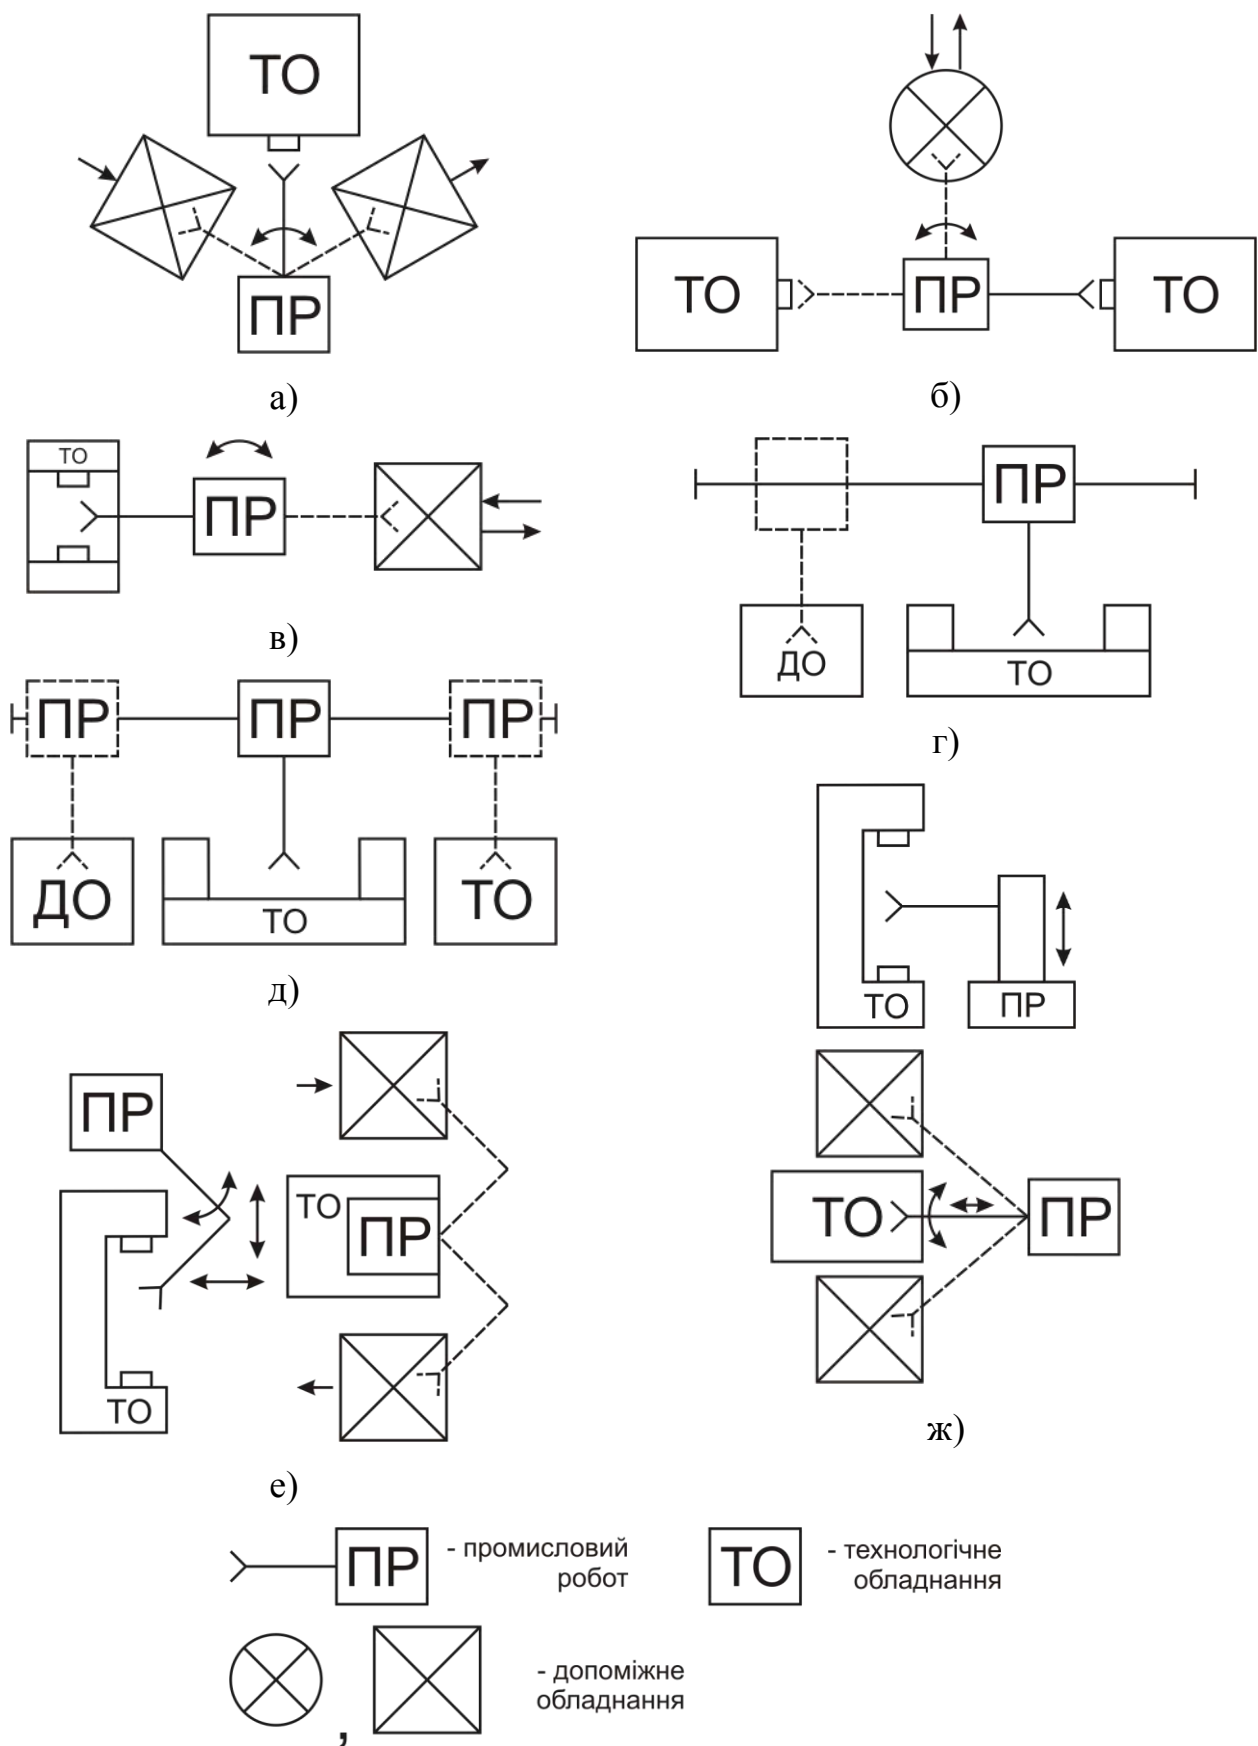 ТО
ПР
а)
ТО
ПР
ТО
б)
ТО
ПР
в)
ПР
ДО
ТО
г)
ПР
ПР
ПР
ДО
ТО
ТО
д)
ТО
ПР
ПР
ТО
ТО
ПР
е)
ТО
ПР
ж)
ПР
- промисловий
робот
ТО
- технологічне
обладнання
,
- допоміжне
обладнання